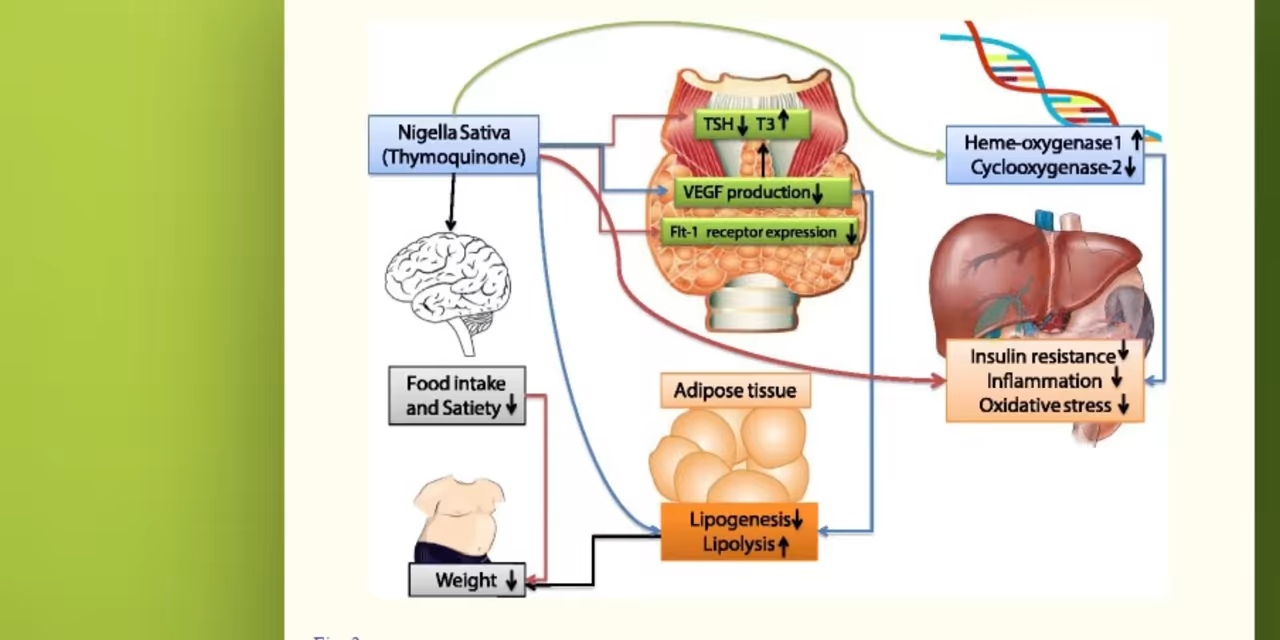 Nigella Sativa
(Thymoquinone)
TSH↓ T3↑
VEGF production↓
Flt-1 receptor expression ↓
Heme-oxygenase1 ↑
Cyclooxygenase-2↓
Insulin resistance↓
Inflammation ↓
Oxidative stress ↓
Food intake
and Satiety ↓
Adipose tissue
Lipogenesis↓
Lipolysis↑
Weight ↓